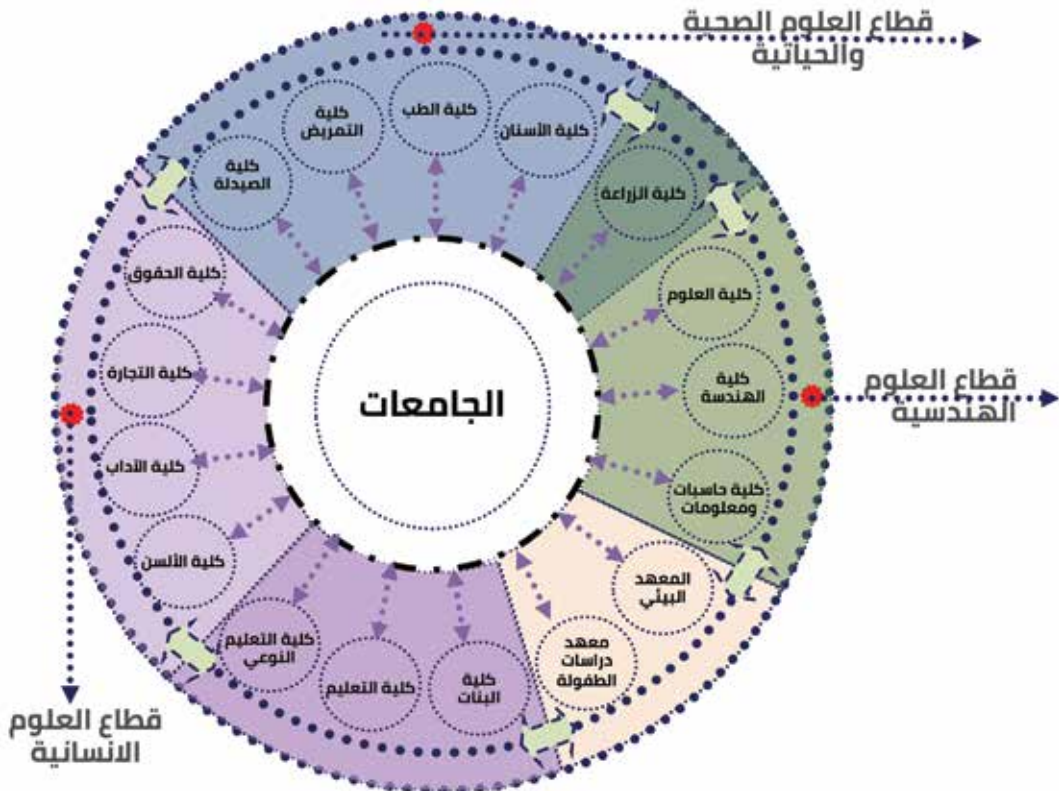 قطاع العلوم الصحية
والحياتية
كلية الطب
كلية الأسنان
كلية
التمريض
كلية
الصيدلة
كلية الزراعة
كلية العلوم
كلية
الهندسة
كلية حاسبات
ومعلومات
قطاع العلوم
الهندسية
كلية الحقوق
كلية التجارة
كلية الآداب
كلية الألسن
الجامعات
المعهد
البيئي
معهد
دراسات
الطفولة
كلية
البنات
كلية التعليم
كلية التعليم
النوعي
قطاع العلوم
الانسانية